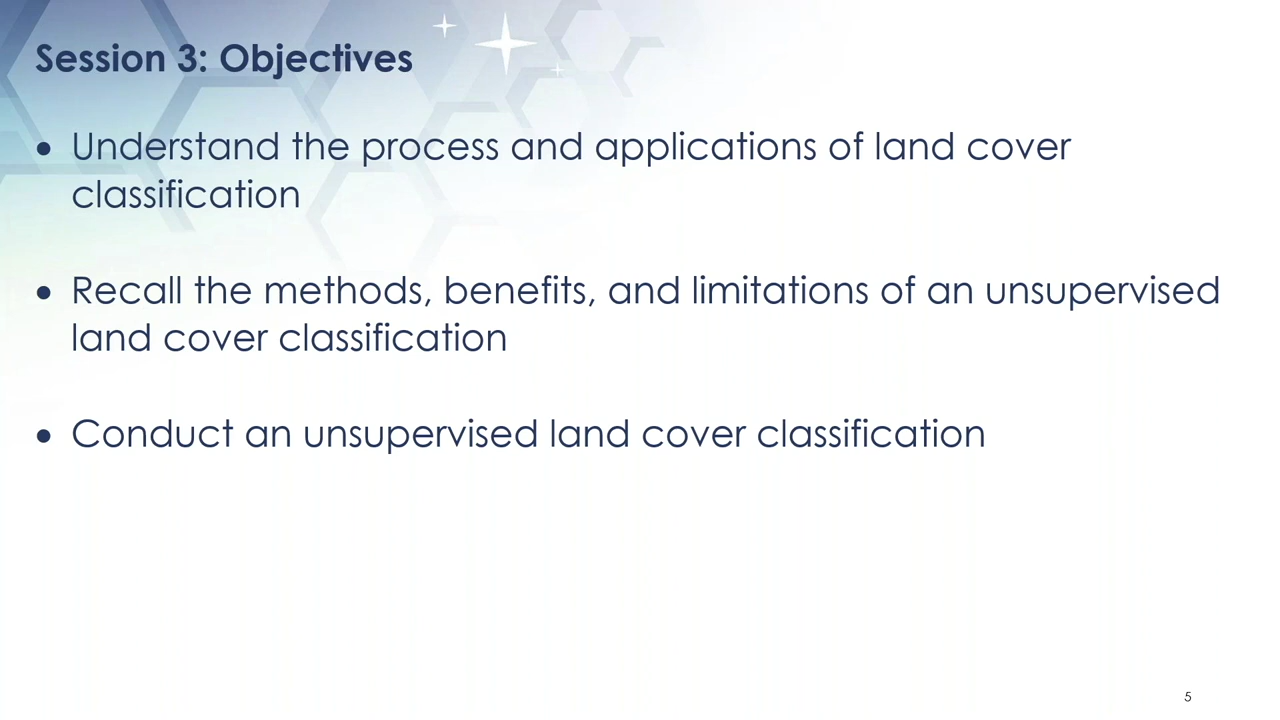 Session 3: Objectives
• Understand the process and applications of land cover
classification
• Recall the methods, benefits, and limitations of an unsupervised
land cover classification
• Conduct an unsupervised land cover classification
5